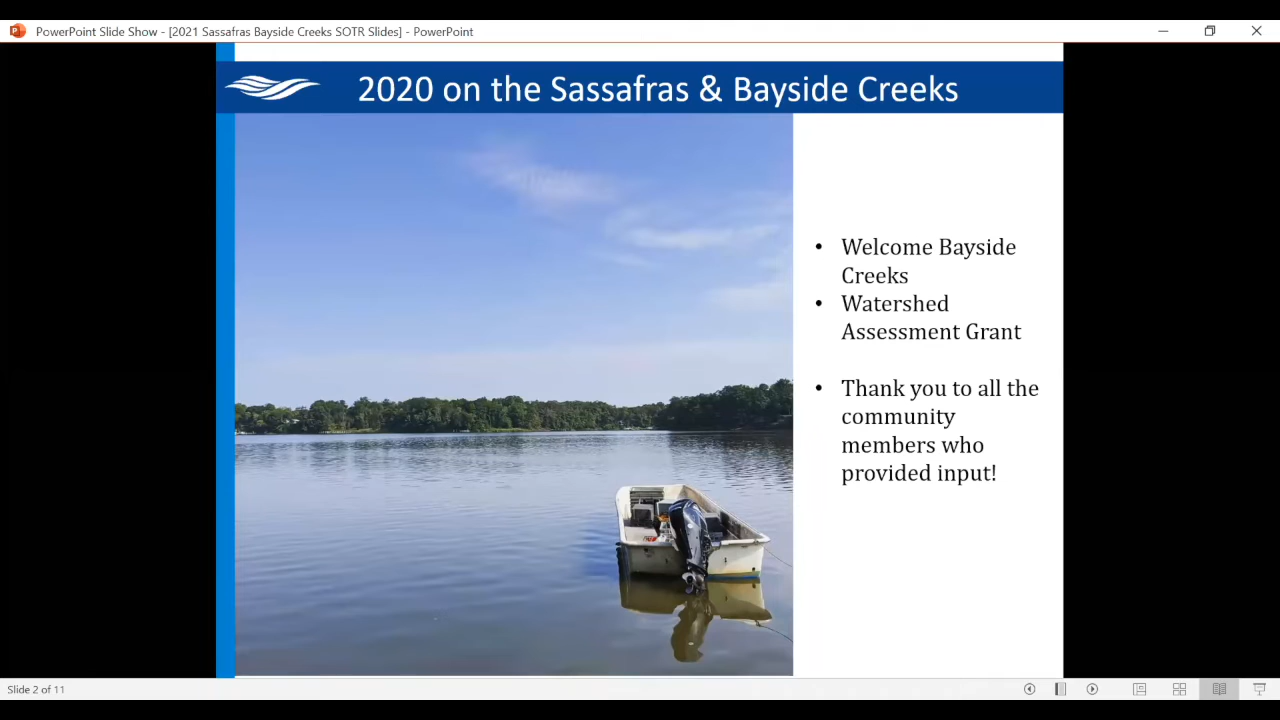 PowerPoint Slide Show - [2021 Sassafras Bayside Creeks SOTR Slides] - PowerPoint
2020 on the Sassafras & Bayside Creeks
• Welcome Bayside
Creeks
• Watershed
Assessment Grant
• Thank you to all the
community
members who
provided input!
Slide 2 of 11